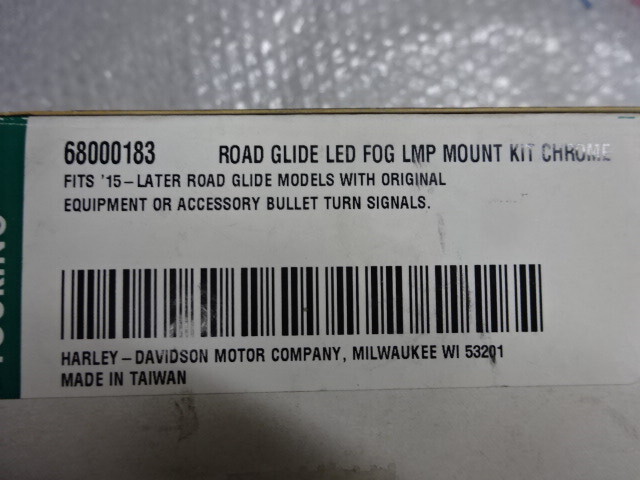 68000183 ROAD GLIDE LED FOG LMP MOUNT KIT CHROME
FITS '15-LATER ROAD GLIDE MODELS WITH ORIGINAL
EQUIPMENT OR ACCESSORY BULLET TURN SIGNALS.
HARLEY-DAVIDSON MOTOR COMPANY, MILWAUKEE WI 53201
MADE IN TAIWAN
TOURING